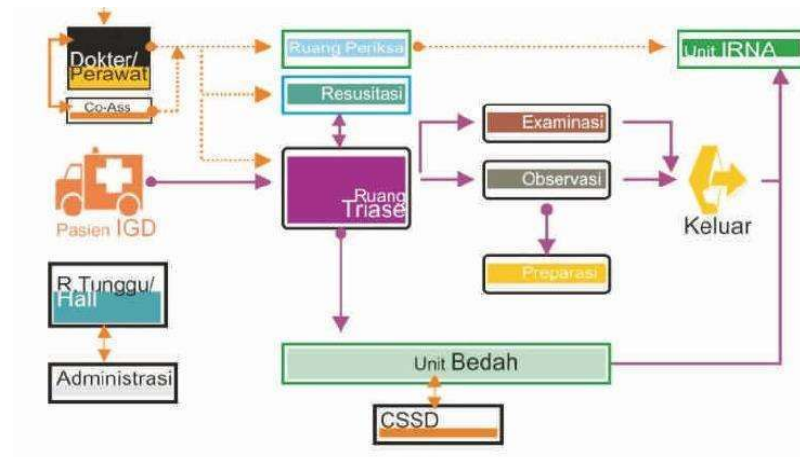 Dokter/
Perawat
Co-Ass
Ruang Periksa
Unit IRNA
Resusitasi
Examinasi
Ruang
Triase
Observasi
Pasien IGD
Keluar
Preparasi
R.Tunggu/
Hall
Administrasi
Unit Bedah
CSSD